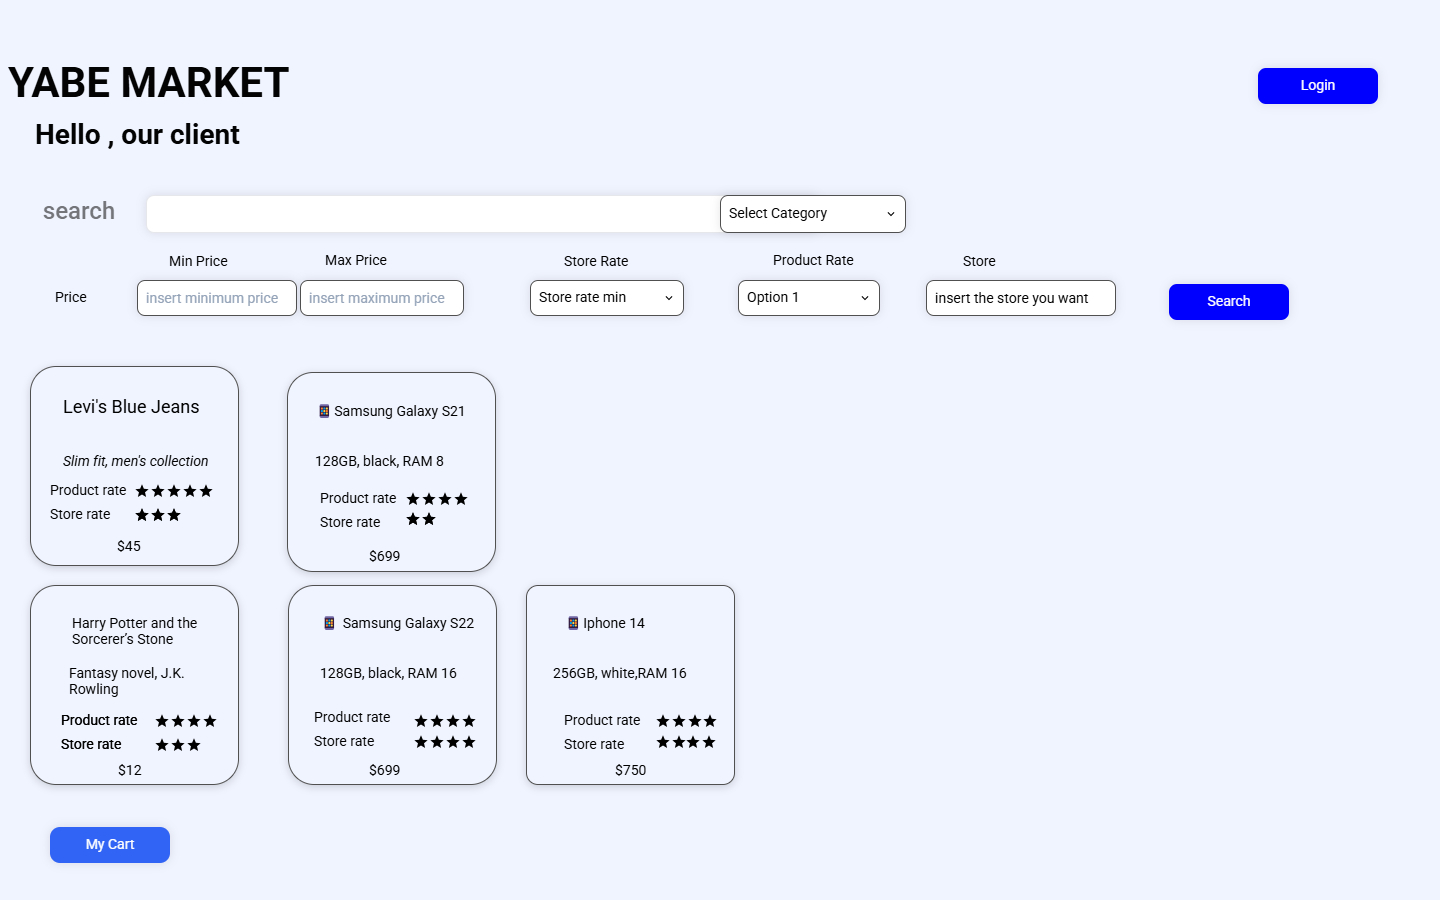 YABE MARKET
Login
Hello , our client
search
Select Category
Min Price
Max Price
Store Rate
Product Rate
Store
Price
insert minimum price
insert maximum price
Store rate min
Option 1
insert the store you want
Search
Levi's Blue Jeans
Slim fit, men's collection
Product rate
Store rate
$45
Samsung Galaxy S21
128GB, black, RAM 8
Product rate
Store rate
$699
Harry Potter and the
Sorcerer’s Stone
Fantasy novel, J.K.
Rowling
Product rate
Store rate
$12
Samsung Galaxy S22
128GB, black, RAM 16
Product rate
Store rate
$699
Iphone 14
256GB, white,RAM 16
Product rate
Store rate
$750
My Cart